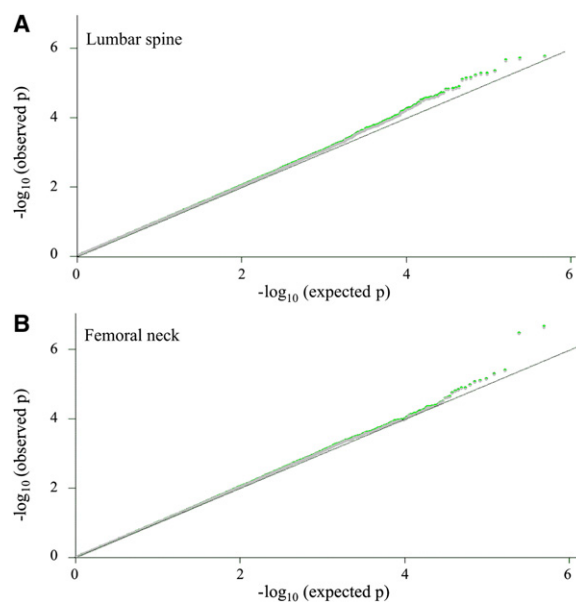 A
Lumbar spine
6
4
2
0
-log10 (observed p)
0 2 4 6
-log10 (expected p)
B
Femoral neck
6
4
2
0
-log10 (observed p)
0 2 4 6
-log10 (expected p)